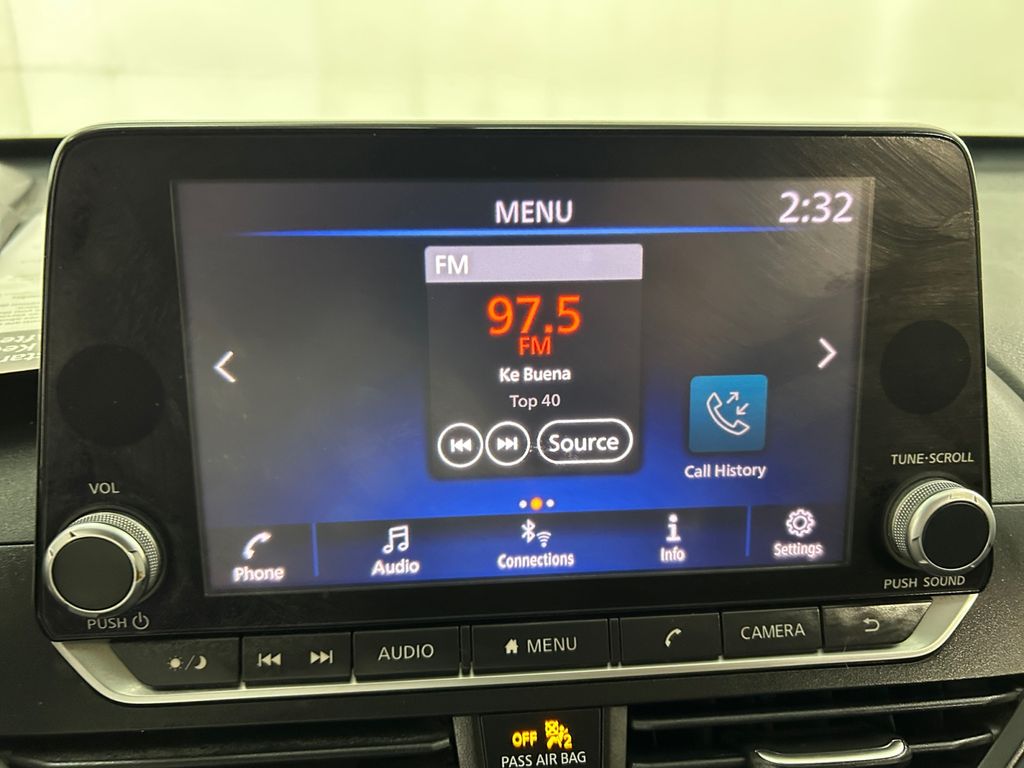 MENU
2:32
FM
97.5
FM
Ke Buena
Top 40
Source
Call History
Phone
Audio
Connections
Info
Settings
VOL
PUSH
TUNE·SCROLL
PUSH SOUND
AUDIO
MENU
CAMERA
OFF
2
PASS AIR BAG